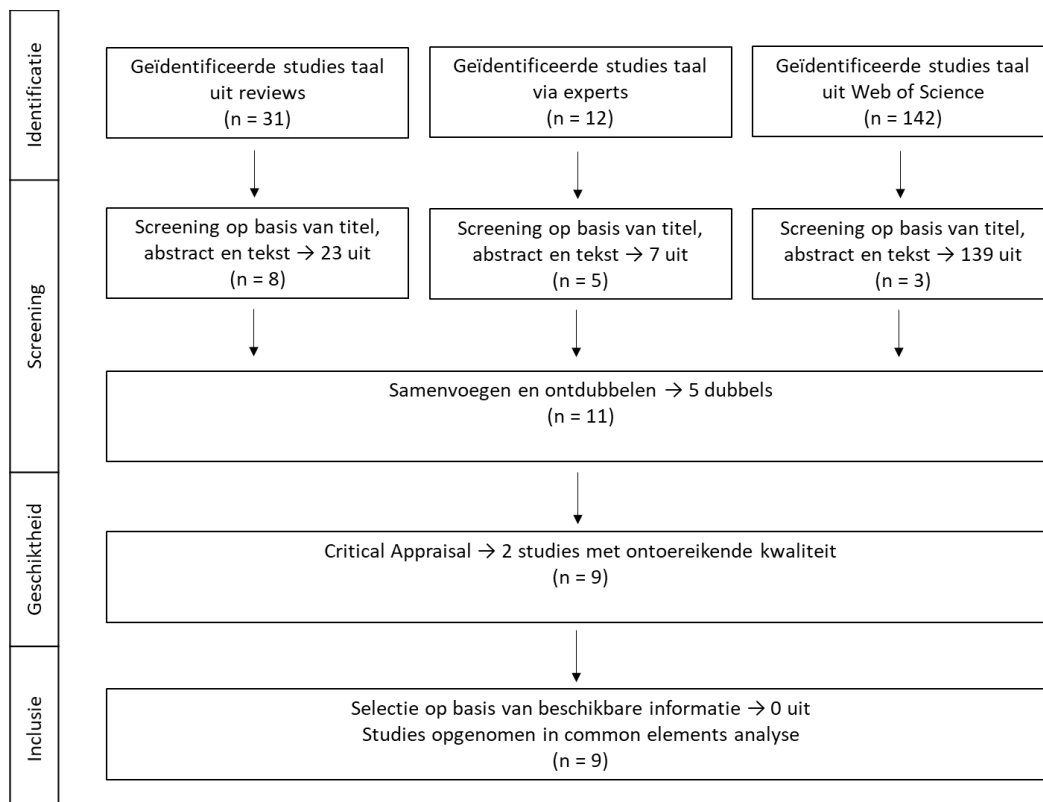 Identificatie
Geïdentificeerde studies taal
uit reviews
(n = 31)
Geïdentificeerde studies taal
via experts
(n = 12)
Geïdentificeerde studies taal
uit Web of Science
(n = 142)
Screening
Screening op basis van titel,
abstract en tekst → 23 uit
(n = 8)
Screening op basis van titel,
abstract en tekst → 7 uit
(n = 5)
Screening op basis van titel,
abstract en tekst → 139 uit
(n = 3)
Samenvoegen en ontdubbelen → 5 dubbels
(n = 11)
Geschiktheid
Critical Appraisal → 2 studies met ontoereikende kwaliteit
(n = 9)
Inclusie
Selectie op basis van beschikbare informatie → 0 uit
Studies opgenomen in common elements analyse
(n = 9)